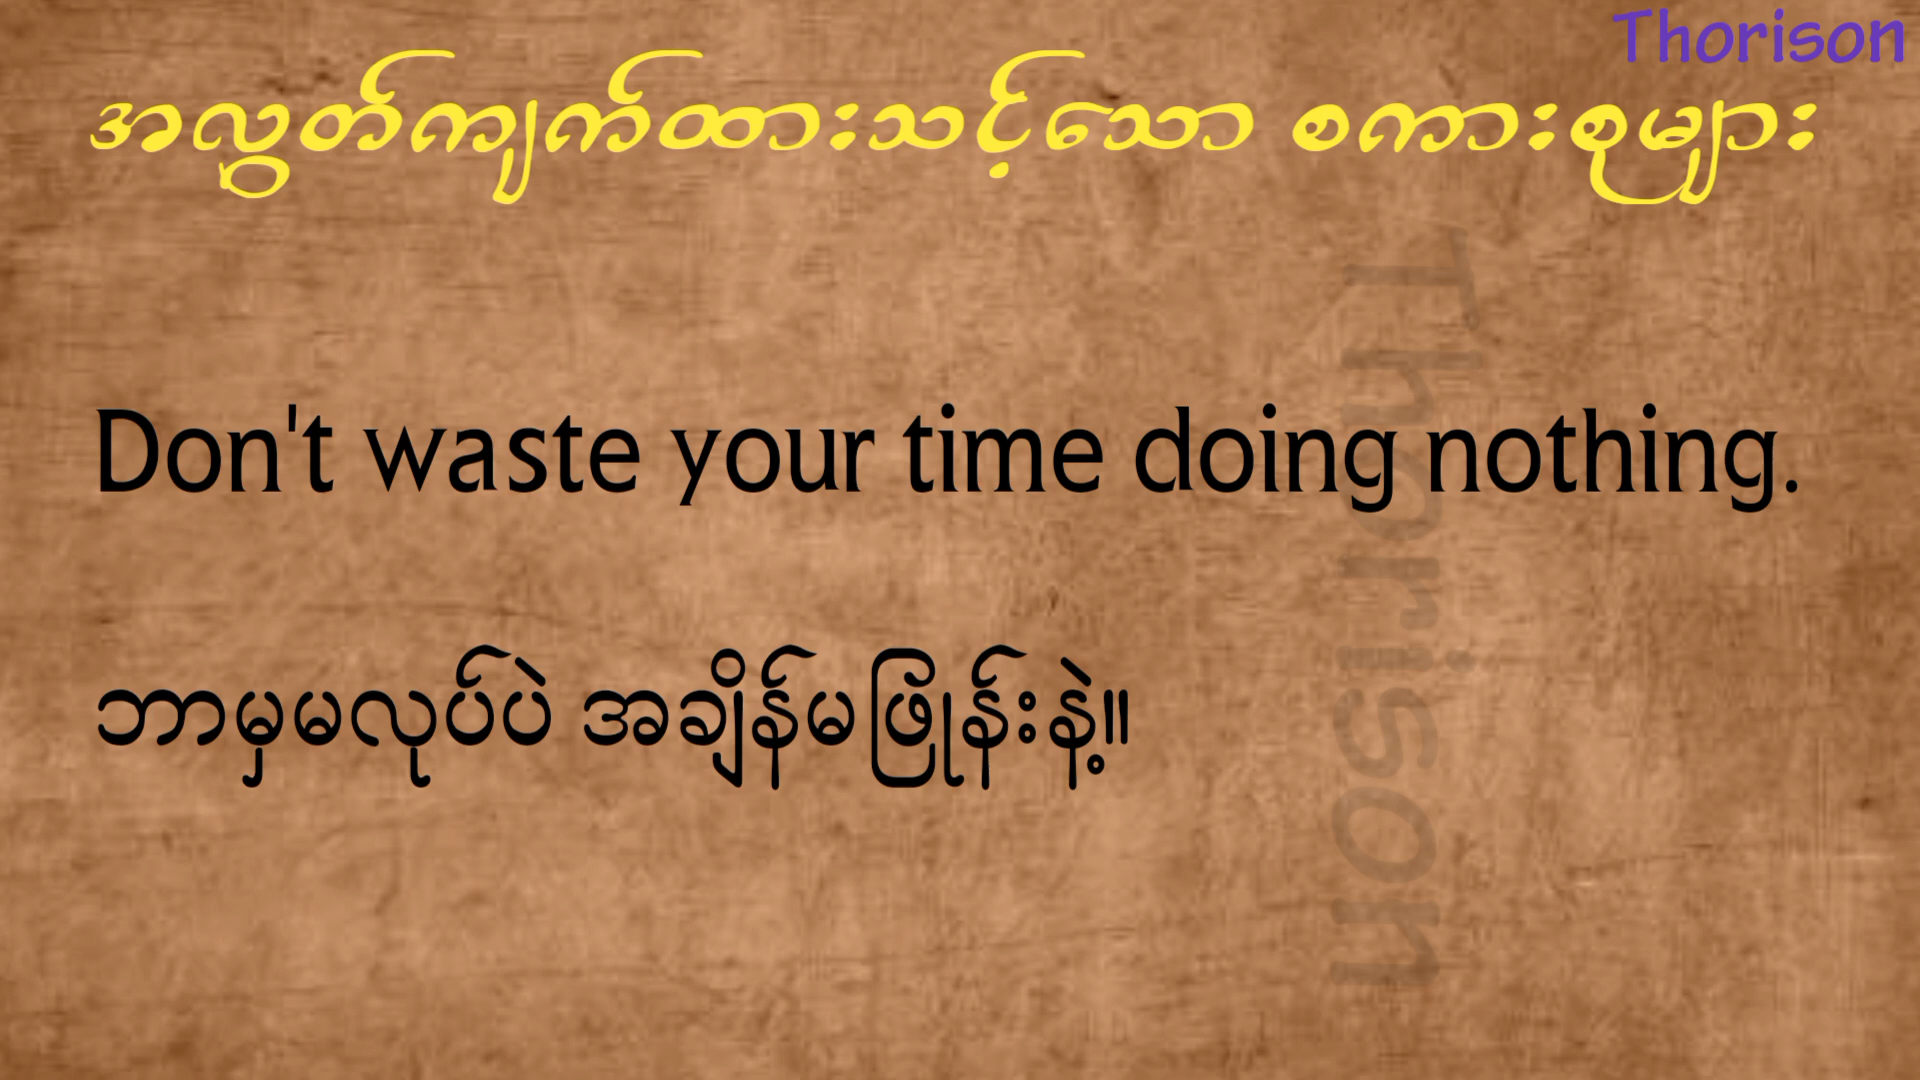 Thorison
အလွတ်ကျက်ထားသင့်သော စကားစုများ
Don't waste your time doing nothing.
ဘာမှမလုပ်ပဲ အချိန်မဖြုန်းနဲ့။
Thorison